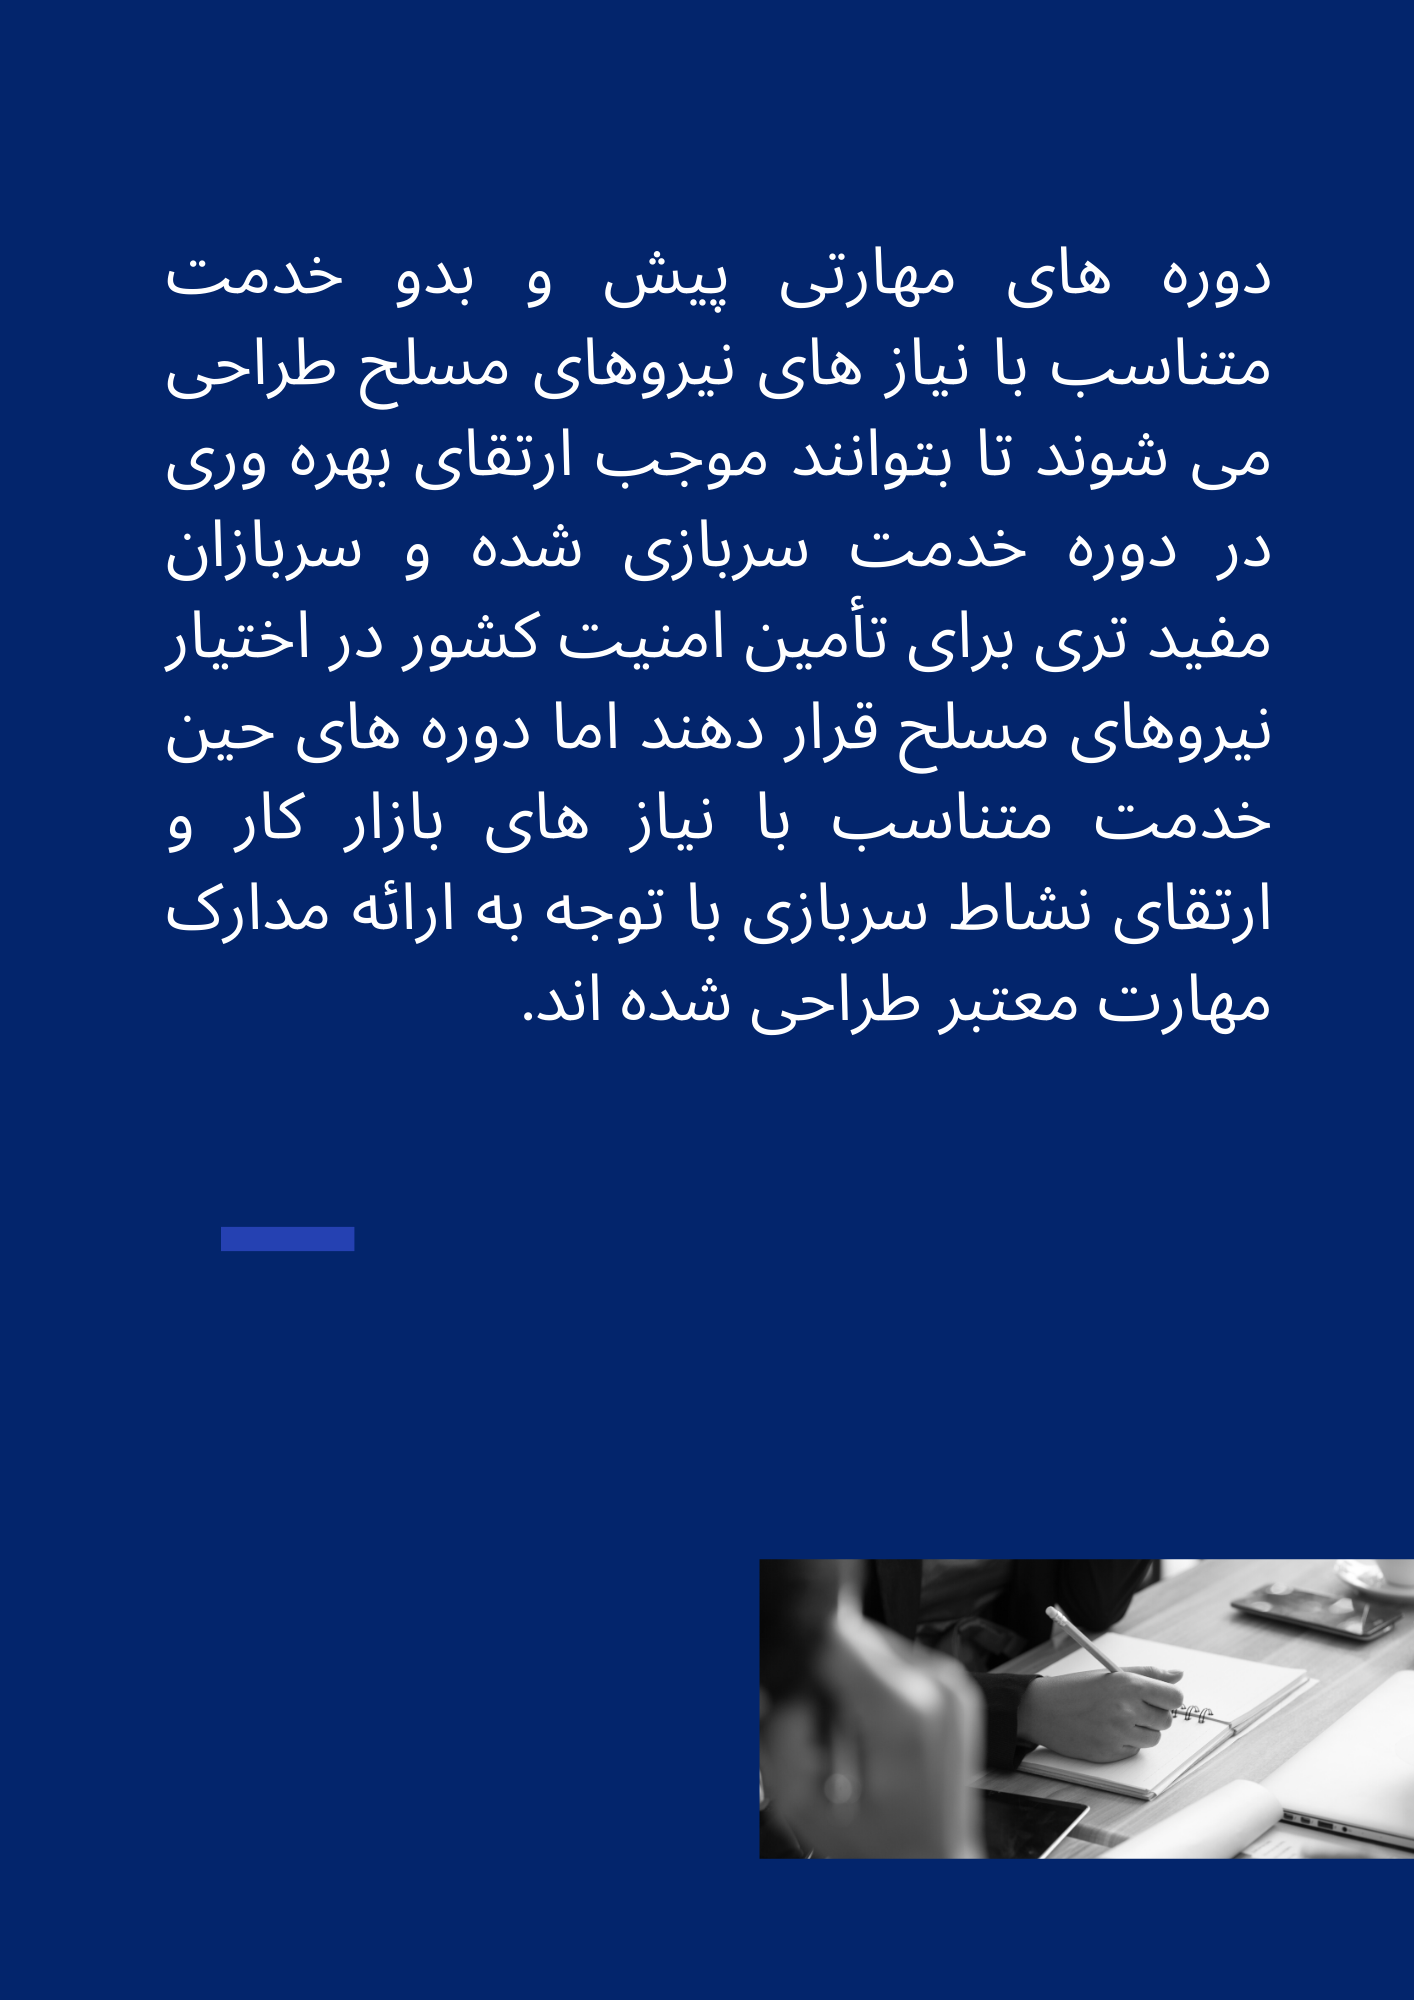 دوره های مهارتی پیش و بدو خدمت
متناسب با نیاز های نیروهای مسلح طراحی
می شوند تا بتوانند موجب ارتقای بهره وری
در دوره خدمت سربازی شده و سربازان
مفید تری برای تأمین امنیت کشور در اختیار
نیروهای مسلح قرار دهند اما دوره های حین
خدمت متناسب با نیاز های بازار کار و
ارتقای نشاط سربازی با توجه به ارائه مدارک
مهارت معتبر طراحی شده اند.